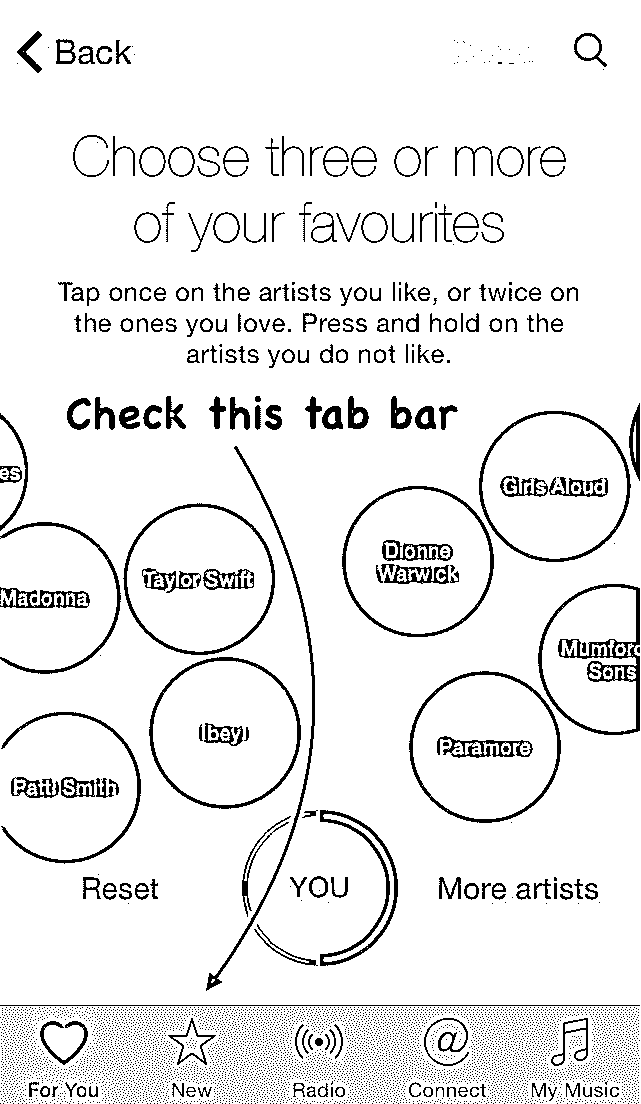 Back
Choose three or more
of your favourites
Tap once on the artists you like, or twice on
the ones you love. Press and hold on the
artists you do not like.
Check this tab bar
es
Girls Aloud
Dionne
Warwick
Taylor Swift
Madonna
Mumford
Sons
Ibeyi
Paramore
Patti Smith
Reset
YOU
More artists
For You
New
Radio
Connect
My Music